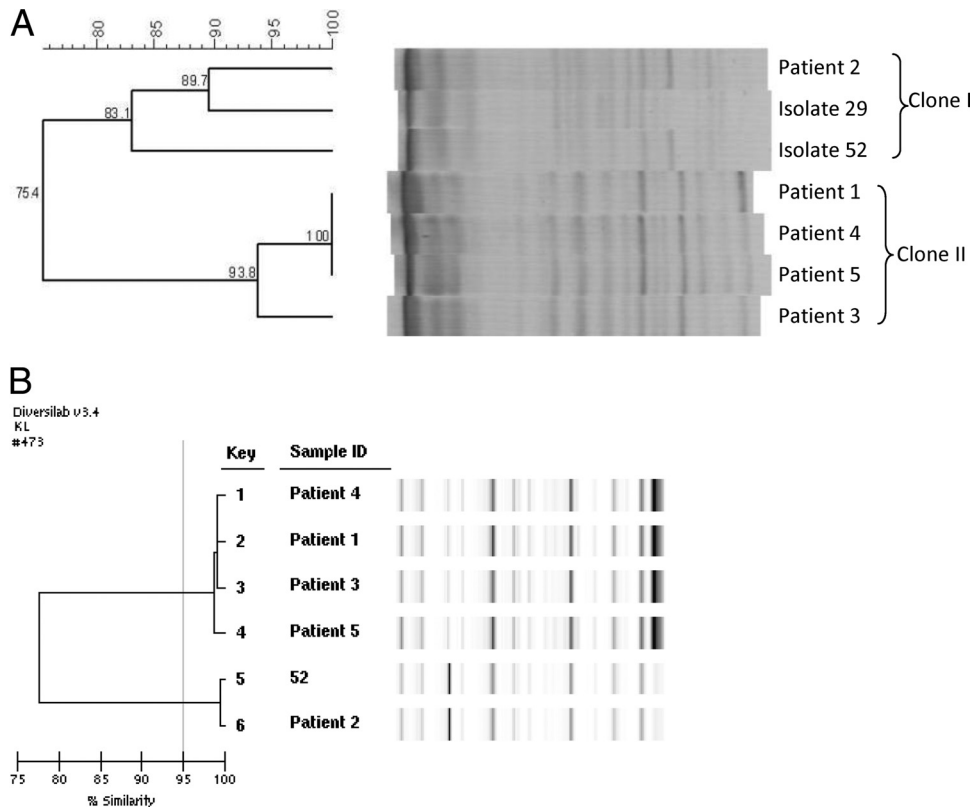 A
80 85 90 95 100
89.7
83.1
75.4
100
93.8
Patient 2
Isolate 29
Isolate 52
Clone I
Patient 1
Patient 4
Patient 5
Patient 3
Clone II
B
Diversilab v3.4
KL
#473
Key Sample ID
1 Patient 4
2 Patient 1
3 Patient 3
4 Patient 5
5 52
6 Patient 2
75 80 85 90 95 100
% Similarity